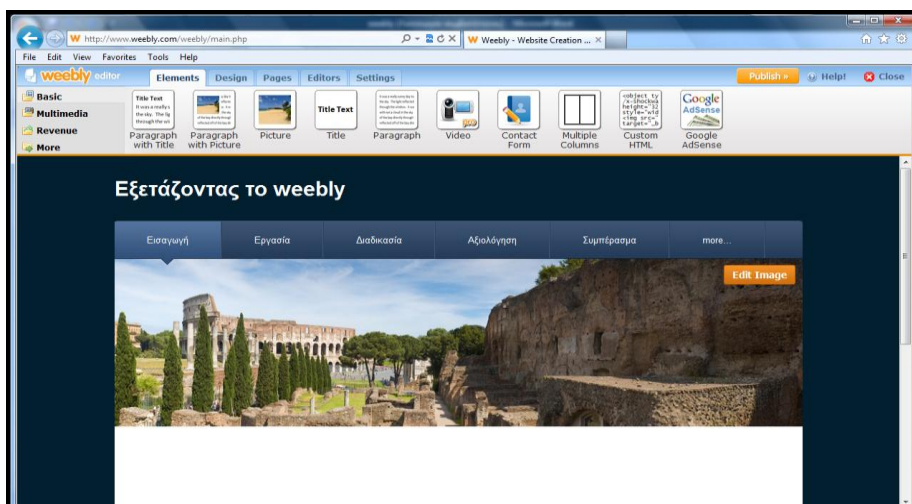 http://www.weebly.com/weebly/main.php
W Weebly - Website Creation ...
File Edit View Favorites Tools Help
weebly editor
Elements Design Pages Editors Settings
Publish » Help! Close
Basic
Multimedia
Revenue
More
Title Text
Title Text
Google
AdSense
Paragraph with Title
Paragraph with Picture
Picture
Title
Paragraph
Video
Contact Form
Multiple Columns
Custom HTML
Google AdSense
Εξετάζοντας το weebly
Εισαγωγή Εργασία Διαδικασία Αξιολόγηση Συμπέρασμα more...
Edit Image